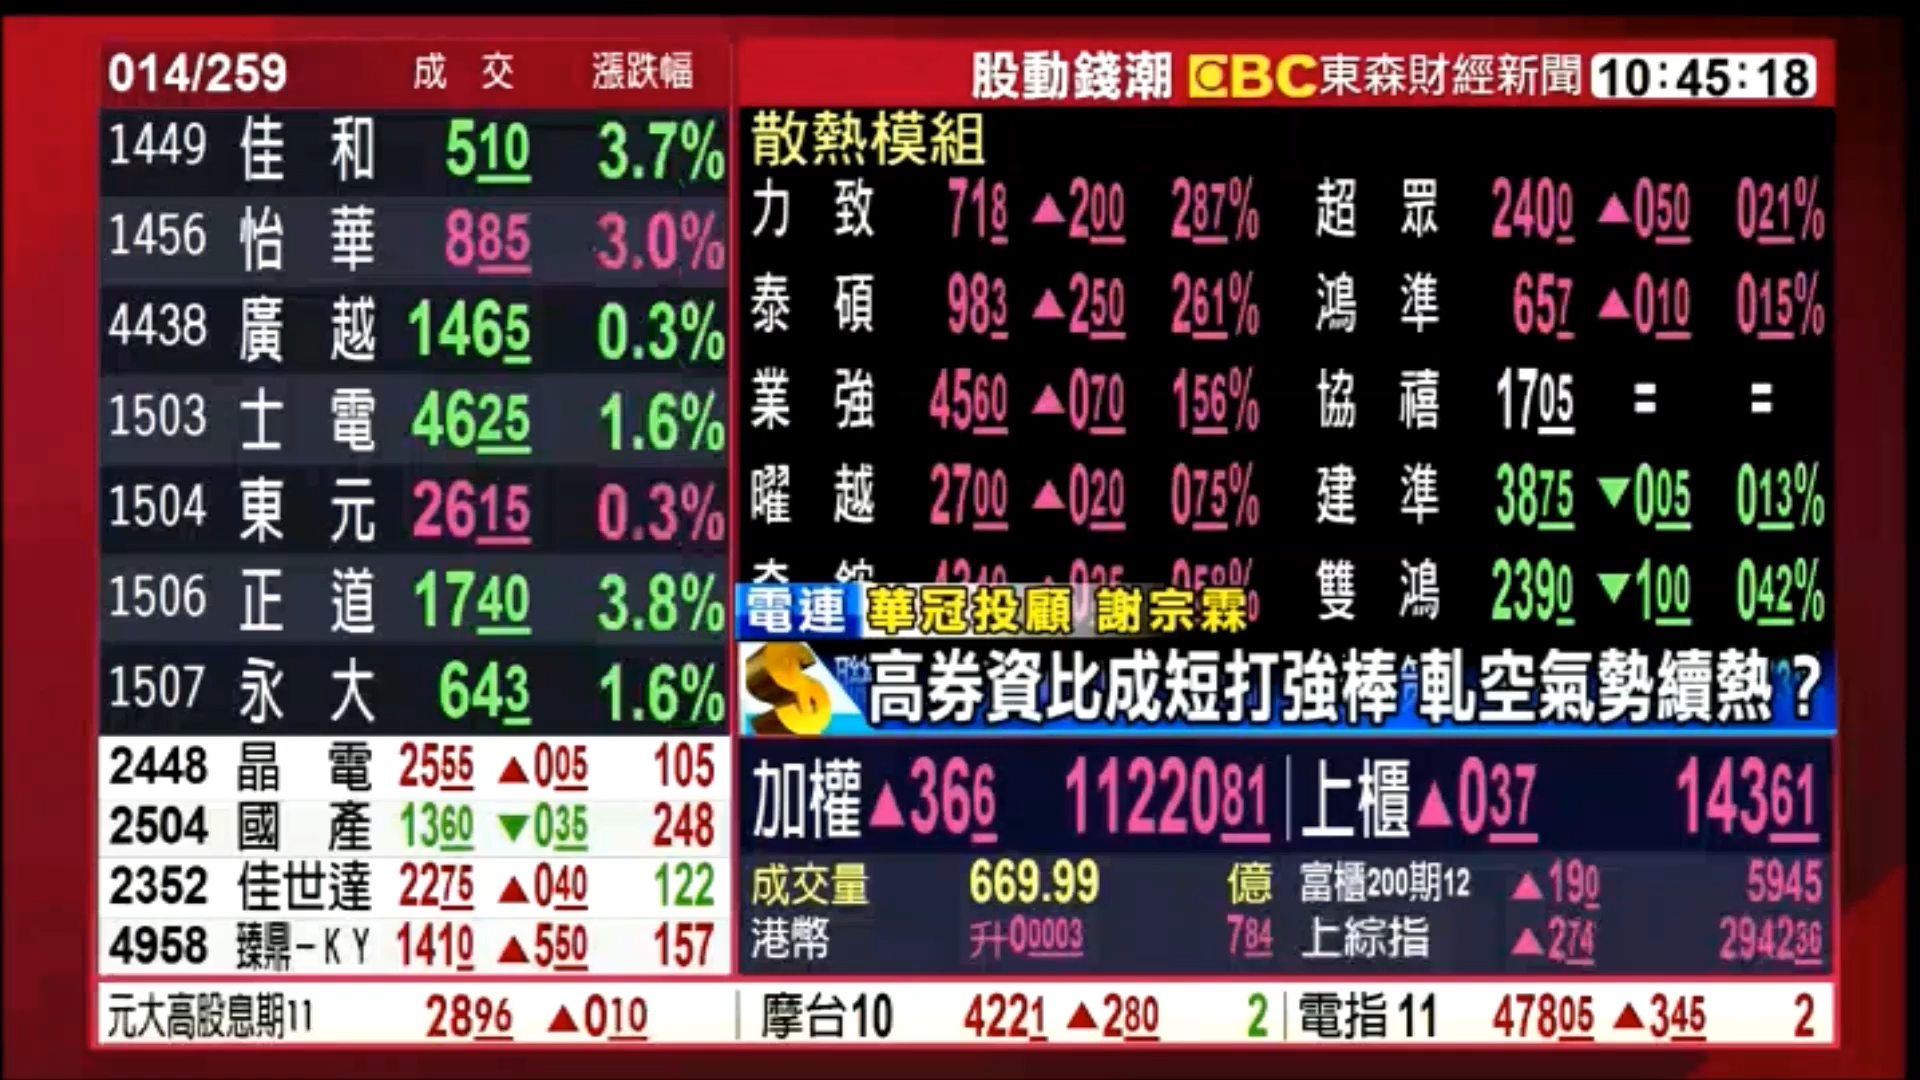 014/259 成交 漲跌幅
1449 佳和 510 3.7%
1456 怡華 885 3.0%
4438 廣越 1465 0.3%
1503 士電 4625 1.6%
1504 東元 2615 0.3%
1506 正道 1740 3.8%
1507 永大 643 1.6%
2448 晶電 2555 ▲005 105
2504 國產 1360 ▼035 248
2352 佳世達 2275 ▲040 122
4958 臻鼎-KY 1410 ▲550 157
股動錢潮 EBC 東森財經新聞 10:45:18
散熱模組
力致 718 ▲200 287% 超眾 2400 ▲050 021%
泰碩 983 ▲250 261% 鴻準 657 ▲010 015%
業強 4560 ▲070 156% 協禧 1705 = =
曜越 2700 ▲020 075% 建準 3875 ▼005 013%
雙鴻 2390 ▼100 042%
電連 華冠投顧 謝宗霖
高券資比成短打強棒 軋空氣勢續熱?
加權 ▲366 1122081 上櫃 ▲037 14361
成交量 669.99 億 富櫃200期12 ▲190 5945
港幣 升00003 784 上綜指 ▲274 294236
元大高股息期11 2896 ▲010 摩台10 4221 ▲280 2 電指11 47805 ▲345 2